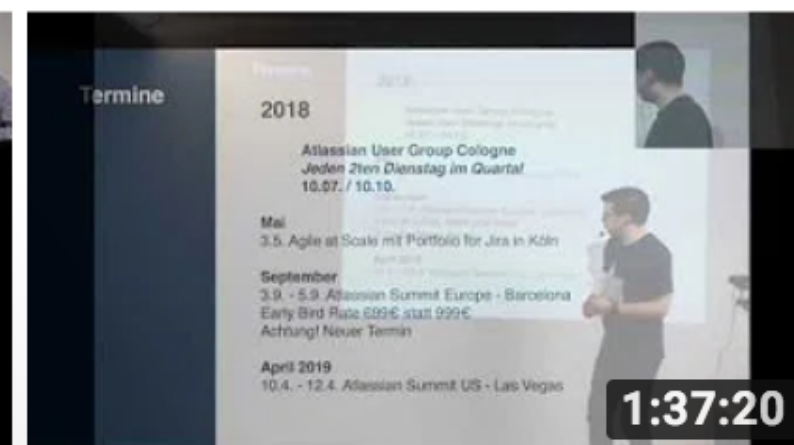 Termine
Termine
2018
Atlassian User Group Cologne
Jeden 2ten Dienstag im Quartal
10.07. / 10.10.
Mai
3.5. Agile at Scale mit Portfolio for Jira in Köln
September
3.9. - 5.9. Atlassian Summit Europe - Barcelona
Early Bird Rate 699€ statt 999€
Achtung! Neuer Termin
April 2019
10.4. - 12.4. Atlassian Summit US - Las Vegas
1:37:20